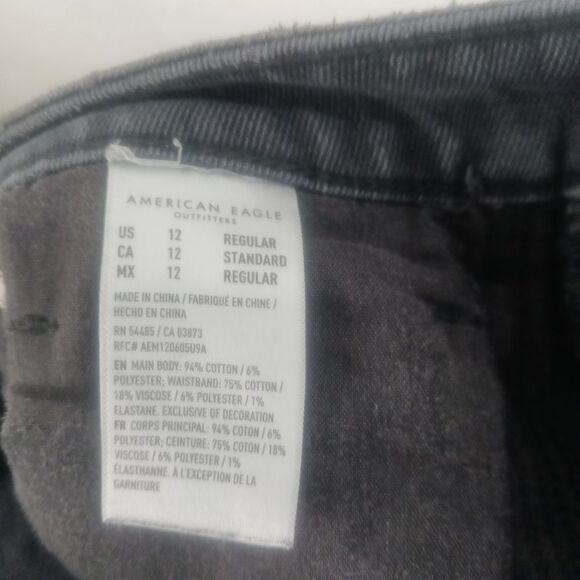 AMERICAN EAGLE
OUTFITTERS
US 12 REGULAR
CA 12 STANDARD
MX 12 REGULAR
MADE IN CHINA / FABRIQUÉ EN CHINE /
HECHO EN CHINA
RN 54485 / CA 03873
RFC# AEM120605U9A
EN MAIN BODY: 94% COTTON / 6%
POLYESTER; WAISTBAND: 75% COTTON /
18% VISCOSE / 6% POLYESTER / 1%
ELASTANE. EXCLUSIVE OF DECORATION
FR CORPS PRINCIPAL: 94% COTON / 6%
POLYESTER; CEINTURE: 75% COTON / 18%
VISCOSE / 6% POLYESTER / 1%
ÉLASTHANNE. À L'EXCEPTION DE LA
GARNITURE